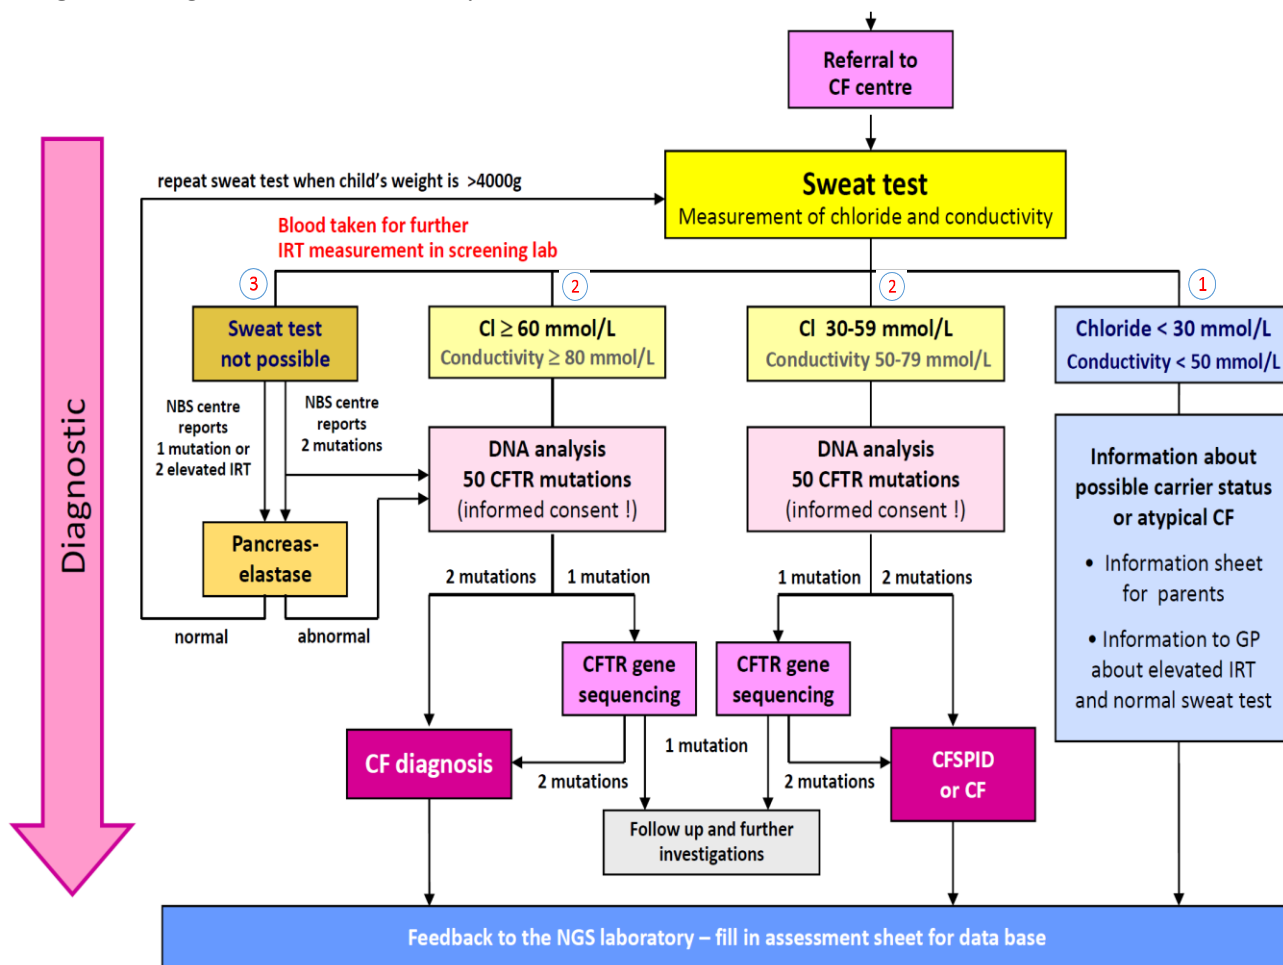 Referral to
CF centre
repeat sweat test when child's weight is >4000g
Sweat test
Measurement of chloride and conductivity
Blood taken for further
IRT measurement in screening lab
3
2
2
1
Sweat test
not possible
Cl ≥ 60 mmol/L
Conductivity ≥ 80 mmol/L
Cl 30-59 mmol/L
Conductivity 50-79 mmol/L
Chloride < 30 mmol/L
Conductivity < 50 mmol/L
NBS centre
reports
1 mutation or
2 elevated IRT
NBS centre
reports
2 mutations
DNA analysis
50 CFTR mutations
(informed consent !)
DNA analysis
50 CFTR mutations
(informed consent !)
Information about
possible carrier status
or atypical CF
• Information sheet
for parents
• Information to GP
about elevated IRT
and normal sweat test
Diagnostic
Pancreas-
elastase
normal
abnormal
2 mutations
1 mutation
1 mutation
2 mutations
CFTR gene
sequencing
CFTR gene
sequencing
CF diagnosis
2 mutations
1 mutation
2 mutations
CFSPID
or CF
Follow up and further
investigations
Feedback to the NGS laboratory – fill in assessment sheet for data base